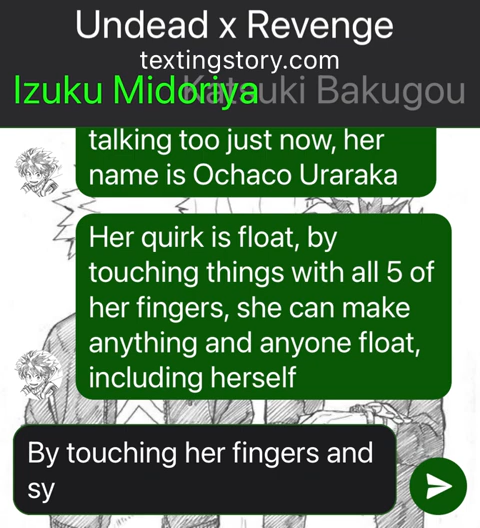 Undead x Revenge
textingstory.com
Izuku Midoriya Katsuki Bakugou
talking too just now, her
name is Ochaco Uraraka
Her quirk is float, by
touching things with all 5 of
her fingers, she can make
anything and anyone float,
including herself
By touching her fingers and
sy